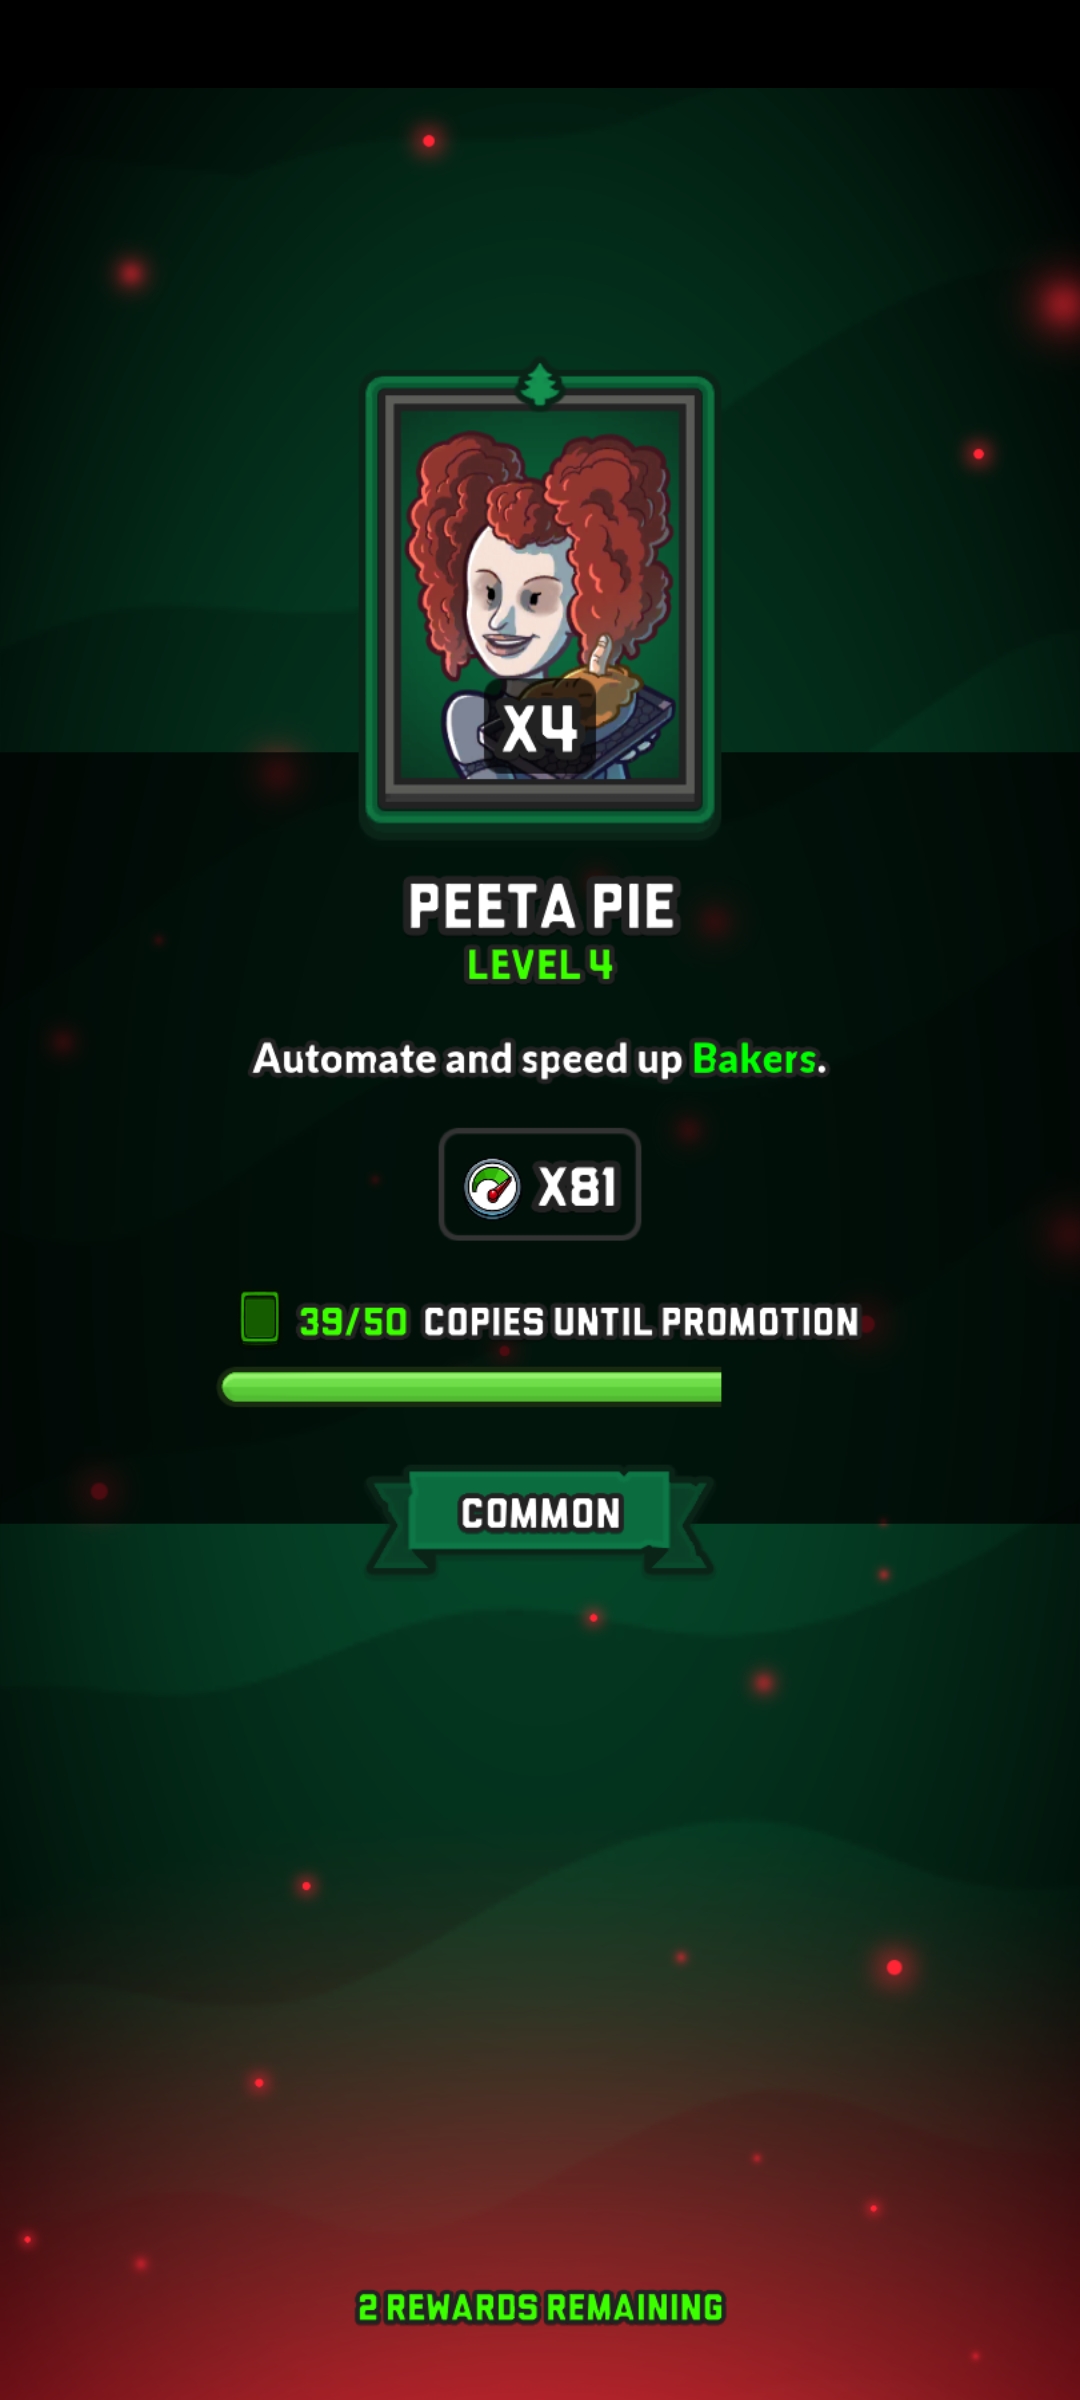 X4
PEETA PIE
LEVEL 4
Automate and speed up Bakers.
X81
39/50 COPIES UNTIL PROMOTION
COMMON
2 REWARDS REMAINING